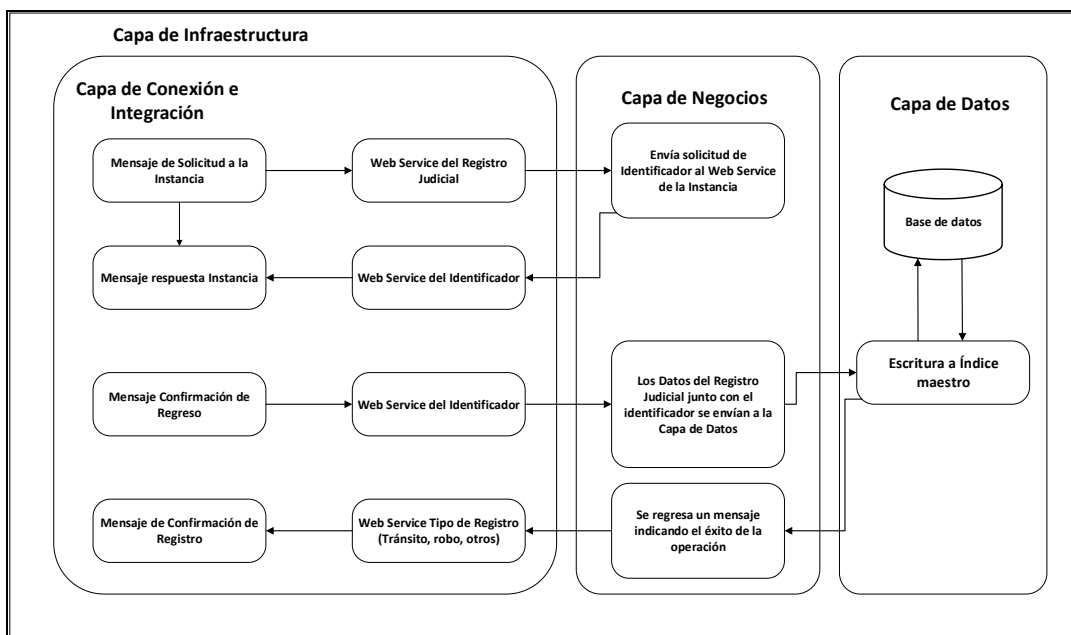 Capa de Infraestructura
Capa de Conexión e
Integración
Capa de Negocios
Capa de Datos
Mensaje de Solicitud a la
Instancia
Web Service del Registro
Judicial
Envía solicitud de
Identificador al Web Service
de la Instancia
Base de datos
Mensaje respuesta Instancia
Web Service del Identificador
Mensaje Confirmación de
Regreso
Web Service del Identificador
Los Datos del Registro
Judicial junto con el
identificador se envían a la
Capa de Datos
Escritura a Índice
maestro
Mensaje de Confirmación de
Registro
Web Service Tipo de Registro
(Tránsito, robo, otros)
Se regresa un mensaje
indicando el éxito de la
operación